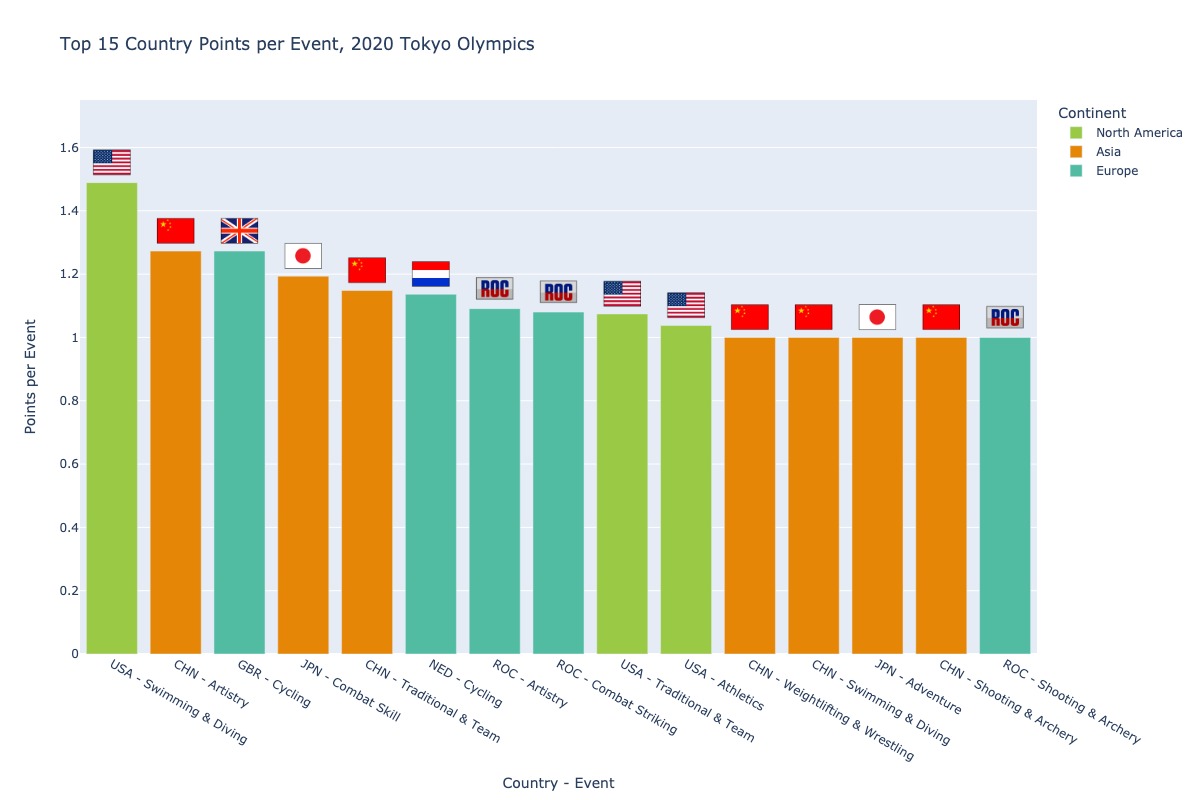 Top 15 Country Points per Event, 2020 Tokyo Olympics
Continent
North America
Asia
Europe
Points per Event
1.6
1.4
1.2
1
0.8
0.6
0.4
0.2
0
ROC
ROC
ROC
USA - Swimming & Diving
CHN - Artistry
GBR - Cycling
JPN - Combat Skill
CHN - Traditional & Team
NED - Cycling
ROC - Artistry
ROC - Combat Striking
USA - Traditional & Team
USA - Athletics
CHN - Weightlifting & Wrestling
CHN - Swimming & Diving
JPN - Adventure
CHN - Shooting & Archery
ROC - Shooting & Archery
Country - Event